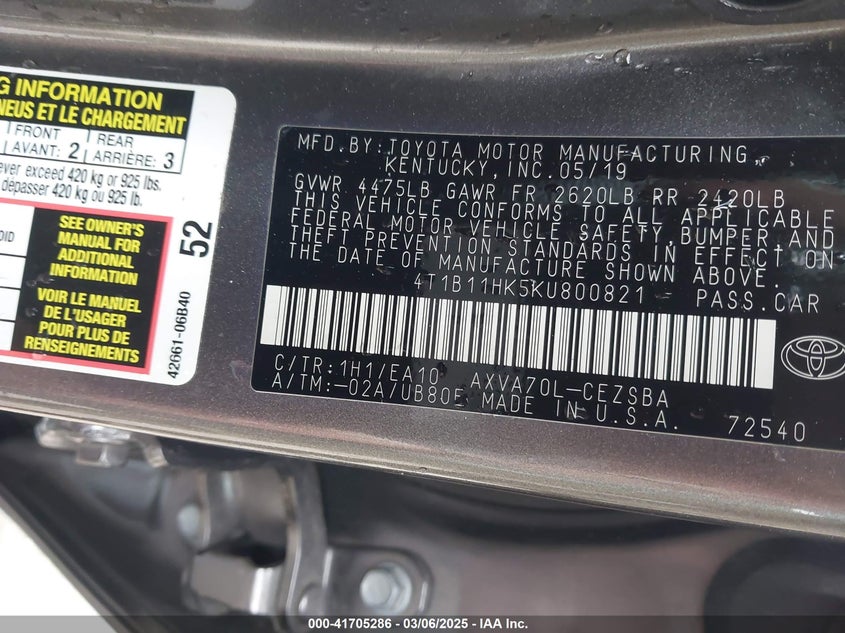 G INFORMATION
NEUS ET LE CHARGEMENT
FRONT
AVANT: 2
REAR
ARRIÈRE: 3
ever exceed 420 kg or 925 lbs.
dépasser 420 kg ou 925 lb.
SEE OWNER'S
MANUAL FOR
ADDITIONAL
INFORMATION
VOIR LE MANUEL
DE L'USAGER
POUR PLUS DE
RENSEIGNEMENTS
52
42661-06B40
MFD.BY:TOYOTA MOTOR MANUFACTURING,
KENTUCKY,INC.05/19
GVWR 4475LB GAWR FR 2620LB RR 2420LB
THIS VEHICLE CONFORMS TO ALL APPLICABLE
FEDERAL MOTOR VEHICLE SAFETY,BUMPER,AND
THEFT PREVENTION STANDARDS IN EFFECT ON
THE DATE OF MANUFACTURE SHOWN ABOVE.
4T1B11HK5KU800821 PASS.CAR
C/TR:1H1/EA10 AXVA70L-CEZSBA
A/TM:-02A/UB80E MADE IN U.S.A.
72540
000-41705286 - 03/06/2025 - IAA Inc.